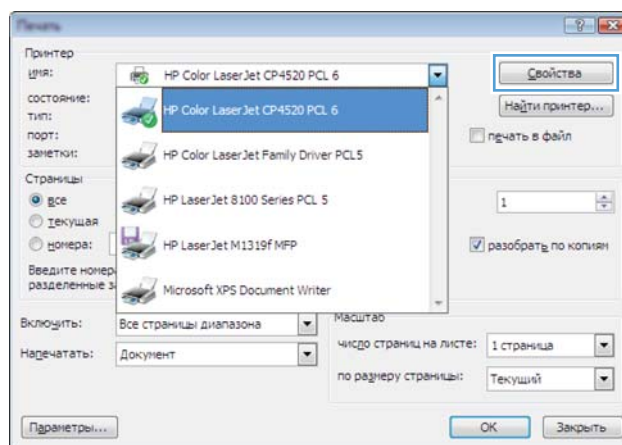 Печать
Принтер
имя:
HP Color LaserJet CP4520 PCL 6
Свойства
состояние:
HP Color LaserJet CP4520 PCL 6
Найти принтер...
тип:
порт:
HP Color LaserJet Family Driver PCL5
печать в файл
заметки:
Страницы
HP LaserJet 8100 Series PCL 5
все
1
текущая
номера:
HP LaserJet M1319f MFP
разобрать по копиям
Введите
разделенные
Microsoft XPS Document Writer
Масштаб
Включить:
Все страницы диапазона
число страниц на листе:
1 страница
Напечатать:
Документ
по размеру страницы:
Текущий
Параметры...
OK
Закрыть